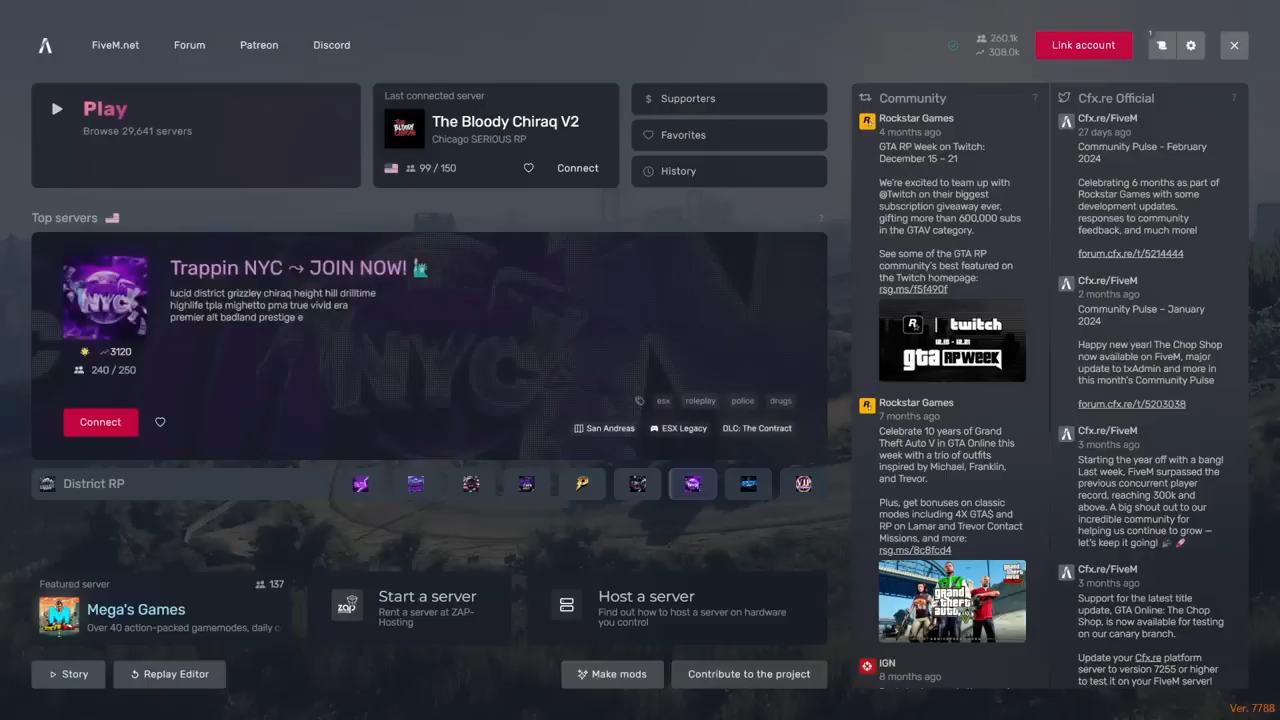 FiveM.net
Forum
Patreon
Discord
260.1k
308.0k
Link account
1
Play
Browse 29,641 servers
Last connected server
The Bloody Chiraq V2
Chicago SERIOUS RP
99 / 150
Connect
$ Supporters
Favorites
History
Top servers
?
Trappin NYC ⤳ JOIN NOW! 🗽
lucid district grizzley chiraq height hill drilltime
highlife tpla mighetto pma true vivid era
premier alt badland prestige e
NYC
3120
240 / 250
Connect
esx
roleplay
police
drugs
San Andreas
ESX Legacy
DLC: The Contract
District RP
VIP
Featured server
137
Mega's Games
Over 40 action-packed gamemodes, daily c
ZAP
Start a server
Rent a server at ZAP-
Hosting
Host a server
Find out how to host a server on hardware
you control
Story
Replay Editor
Make mods
Contribute to the project
Community
?
Rockstar Games
4 months ago
GTA RP Week on Twitch:
December 15 – 21
We're excited to team up with
@Twitch on their biggest
subscription giveaway ever,
gifting more than 600,000 subs
in the GTAV category.
See some of the GTA RP
community's best featured on
the Twitch homepage:
rsg.ms/f5f490f
R | twitch
12.15 - 12.21
gta RP WEEK
Rockstar Games
7 months ago
Celebrate 10 years of Grand
Theft Auto V in GTA Online this
week with a trio of outfits
inspired by Michael, Franklin,
and Trevor.
Plus, get bonuses on classic
modes including 4X GTA$ and
RP on Lamar and Trevor Contact
Missions, and more:
rsg.ms/8c8fcd4
grand
theft
auto
V
IGN
8 months ago
Cfx.re Official
?
Cfx.re/FiveM
27 days ago
Community Pulse - February
2024
Celebrating 6 months as part of
Rockstar Games with some
development updates,
responses to community
feedback, and much more!
forum.cfx.re/t/5214444
Cfx.re/FiveM
2 months ago
Community Pulse – January
2024
Happy new year! The Chop Shop
now available on FiveM, major
update to txAdmin and more in
this month's Community Pulse
forum.cfx.re/t/5203038
Cfx.re/FiveM
3 months ago
Starting the year off with a bang!
Last week, FiveM surpassed the
previous concurrent player
record, reaching 300k and
above. A big shout out to our
incredible community for
helping us continue to grow —
let's keep it going! 🎉 🚀
Cfx.re/FiveM
3 months ago
Support for the latest title
update, GTA Online: The Chop
Shop, is now available for testing
on our canary branch.
Update your Cfx.re platform
server to version 7255 or higher
to test it on your FiveM server!
Ver. 7788